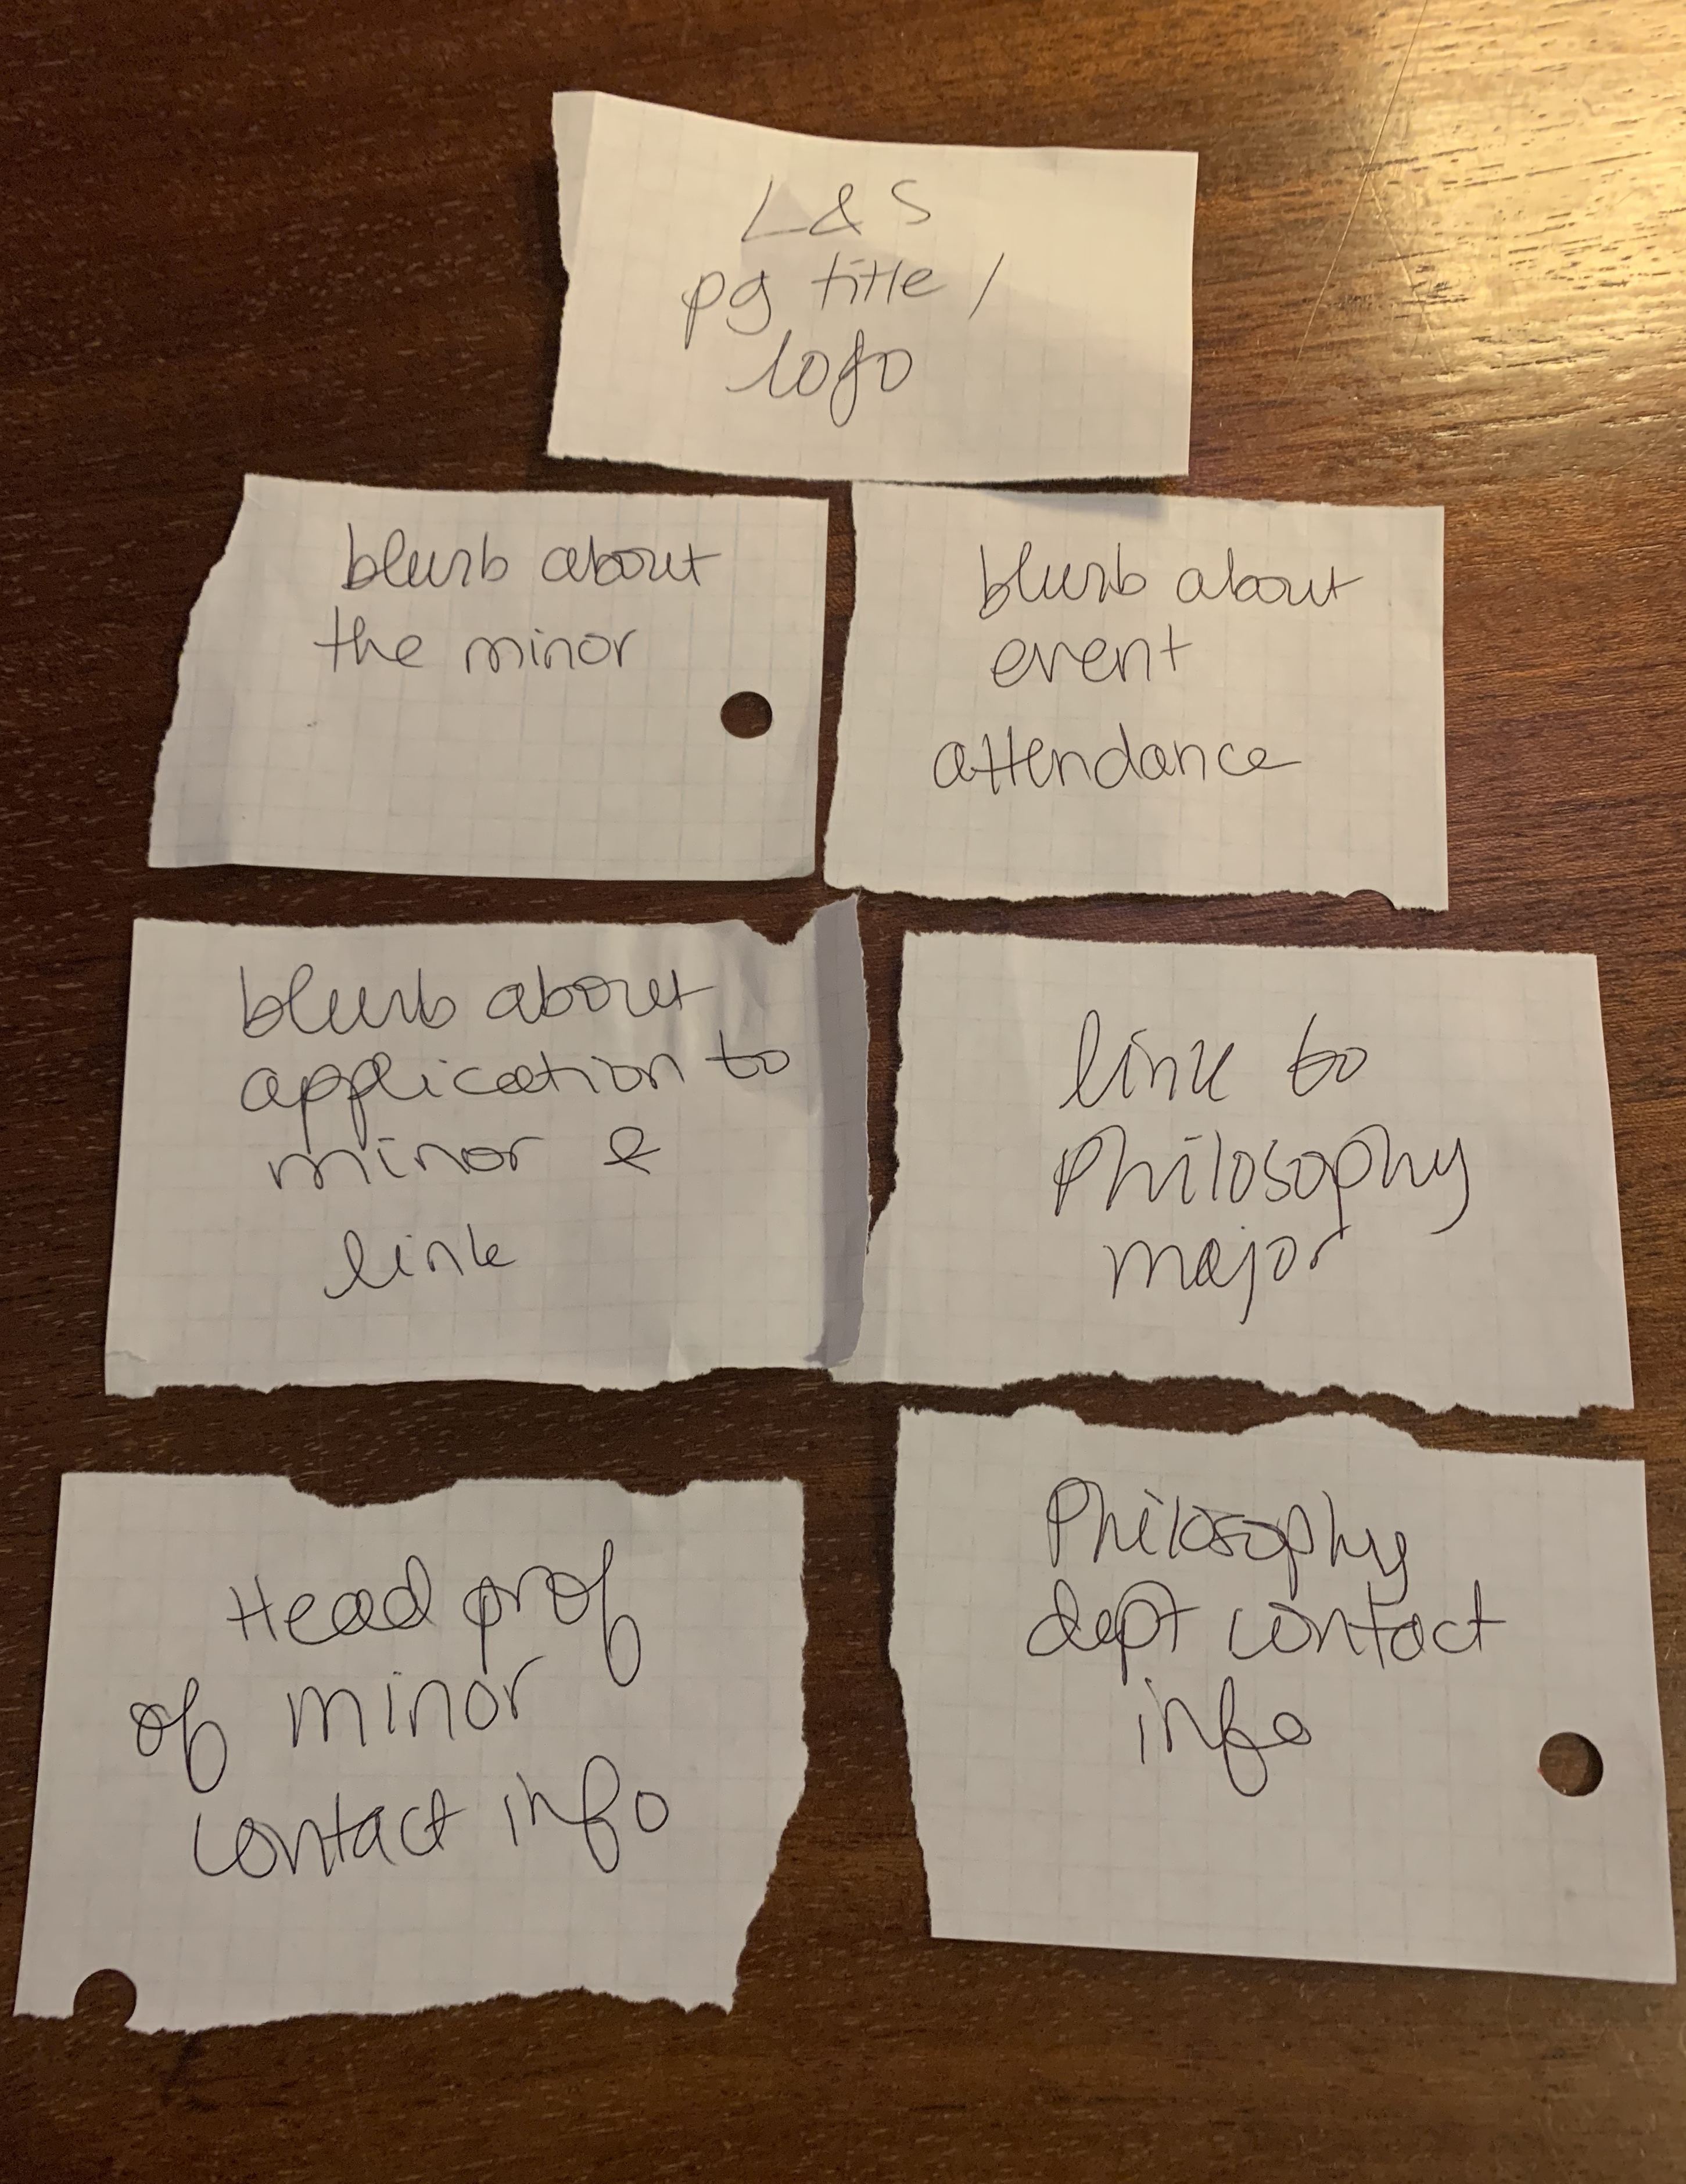 L & S
pg title /
logo
blurb about
the minor
blurb about
event
attendance
blurb about
application to
minor &
link
link to
Philosophy
major
Head prof
of minor
contact info
Philosophy
dept contact
info